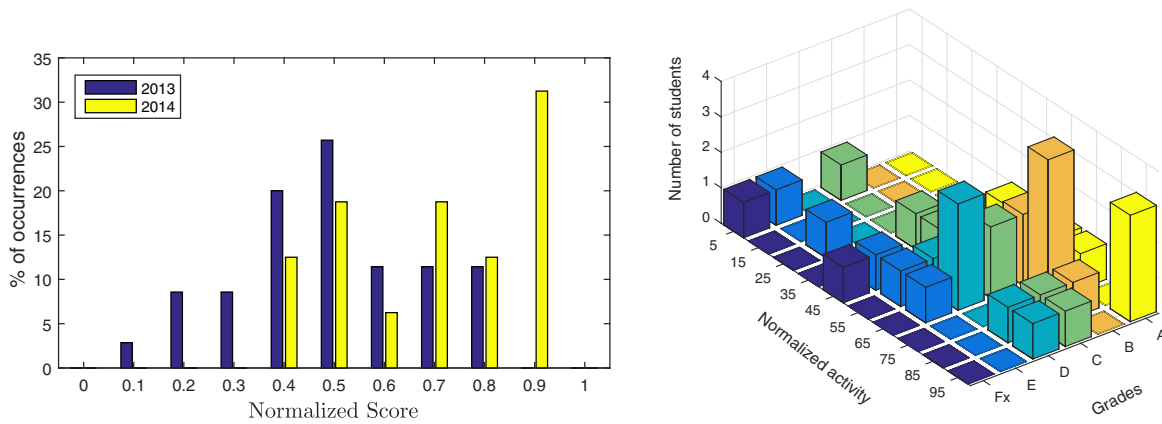 35
30
25
20
15
10
5
0
% of occurrences
2013
2014
0 0.1 0.2 0.3 0.4 0.5 0.6 0.7 0.8 0.9 1
Normalized Score
4
3
2
1
0
Number of students
5
15
25
35
45
55
65
75
85
95
Normalized activity
Fx
E
D
C
B
A
Grades